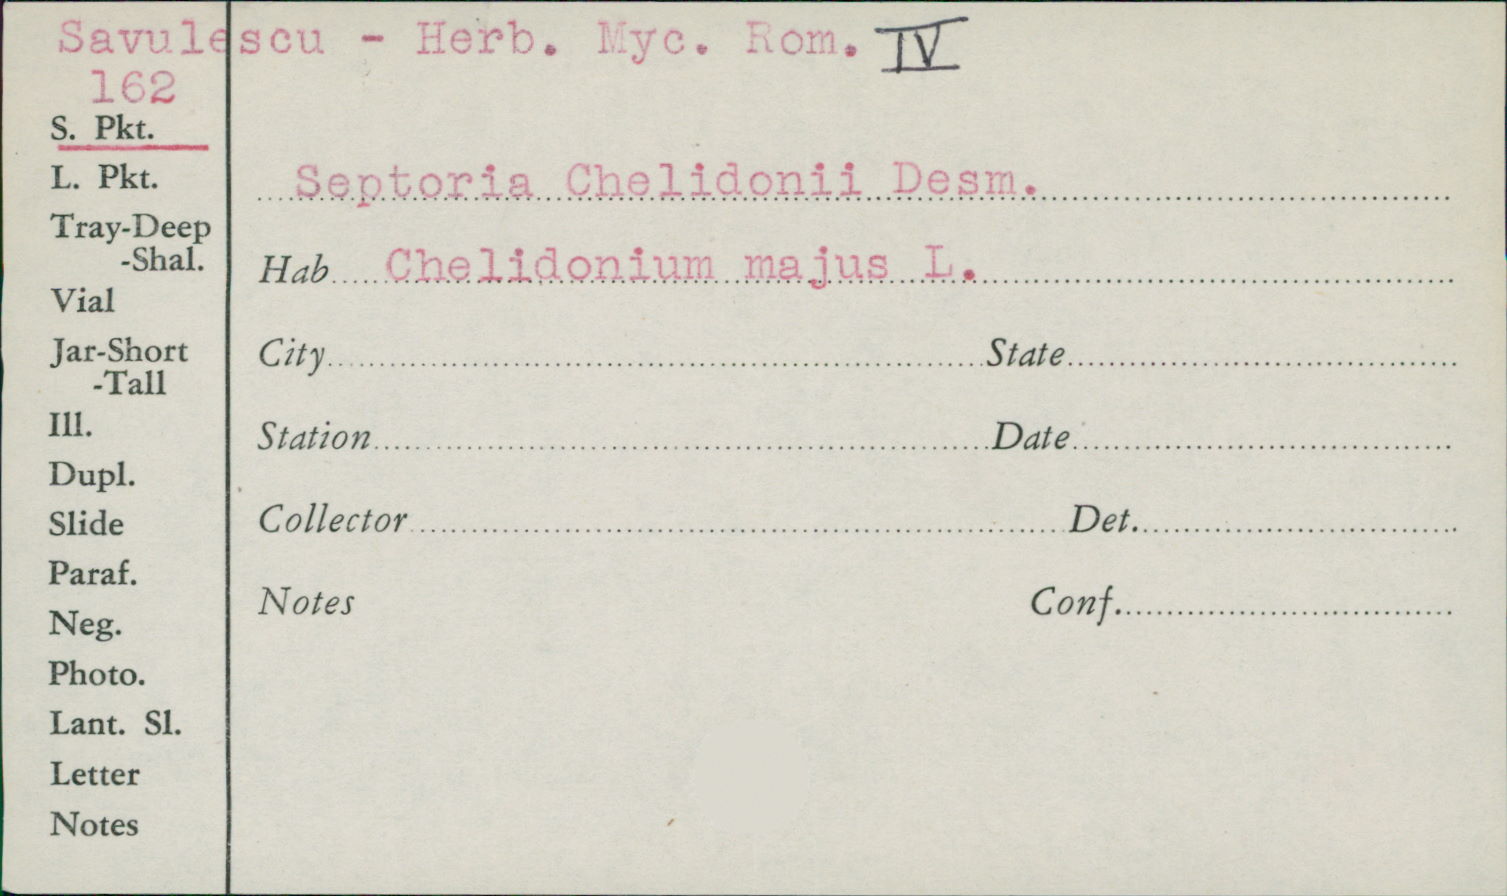 Savulescu - Herb. Myc. Rom. IV
162
S. Pkt.
L. Pkt.
Septoria Chelidonii Desm.
Tray-Deep
-Shal.
Hab Chelidonium majus L.
Vial
Jar-Short
-Tall
City State
Ill.
Station Date
Dupl.
Slide
Collector Det.
Paraf.
Neg.
Notes Conf.
Photo.
Lant. Sl.
Letter
Notes